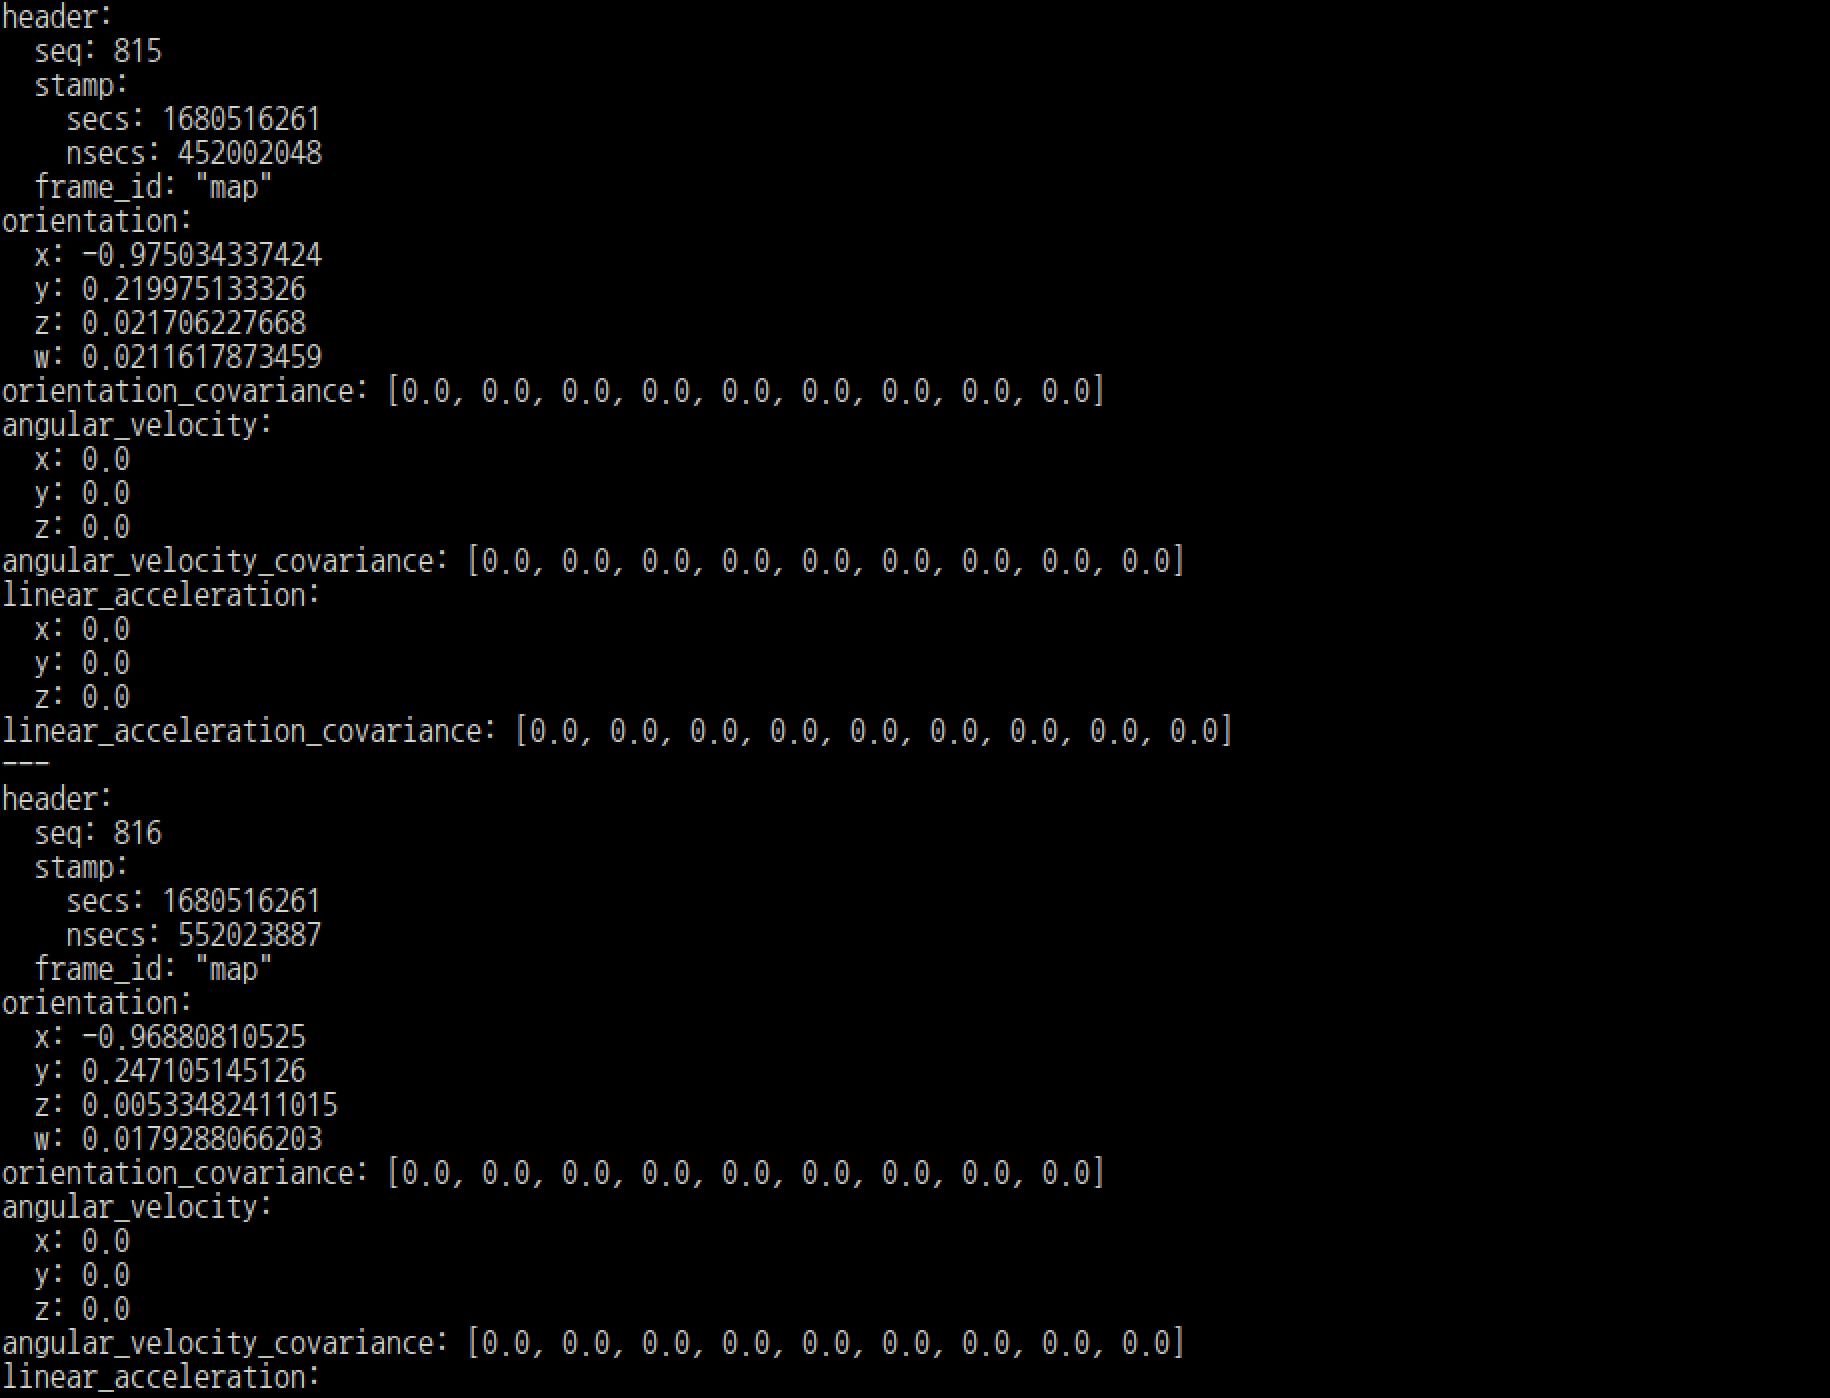 header:
  seq: 815
  stamp:
    secs: 1680516261
    nsecs: 452002048
  frame_id: "map"
orientation:
  x: -0.975034337424
  y: 0.219975133326
  z: 0.021706227668
  w: 0.0211617873459
orientation_covariance: [0.0, 0.0, 0.0, 0.0, 0.0, 0.0, 0.0, 0.0, 0.0]
angular_velocity:
  x: 0.0
  y: 0.0
  z: 0.0
angular_velocity_covariance: [0.0, 0.0, 0.0, 0.0, 0.0, 0.0, 0.0, 0.0, 0.0]
linear_acceleration:
  x: 0.0
  y: 0.0
  z: 0.0
linear_acceleration_covariance: [0.0, 0.0, 0.0, 0.0, 0.0, 0.0, 0.0, 0.0, 0.0]
---
header:
  seq: 816
  stamp:
    secs: 1680516261
    nsecs: 552023887
  frame_id: "map"
orientation:
  x: -0.96880810525
  y: 0.247105145126
  z: 0.00533482411015
  w: 0.0179288066203
orientation_covariance: [0.0, 0.0, 0.0, 0.0, 0.0, 0.0, 0.0, 0.0, 0.0]
angular_velocity:
  x: 0.0
  y: 0.0
  z: 0.0
angular_velocity_covariance: [0.0, 0.0, 0.0, 0.0, 0.0, 0.0, 0.0, 0.0, 0.0]
linear_acceleration: